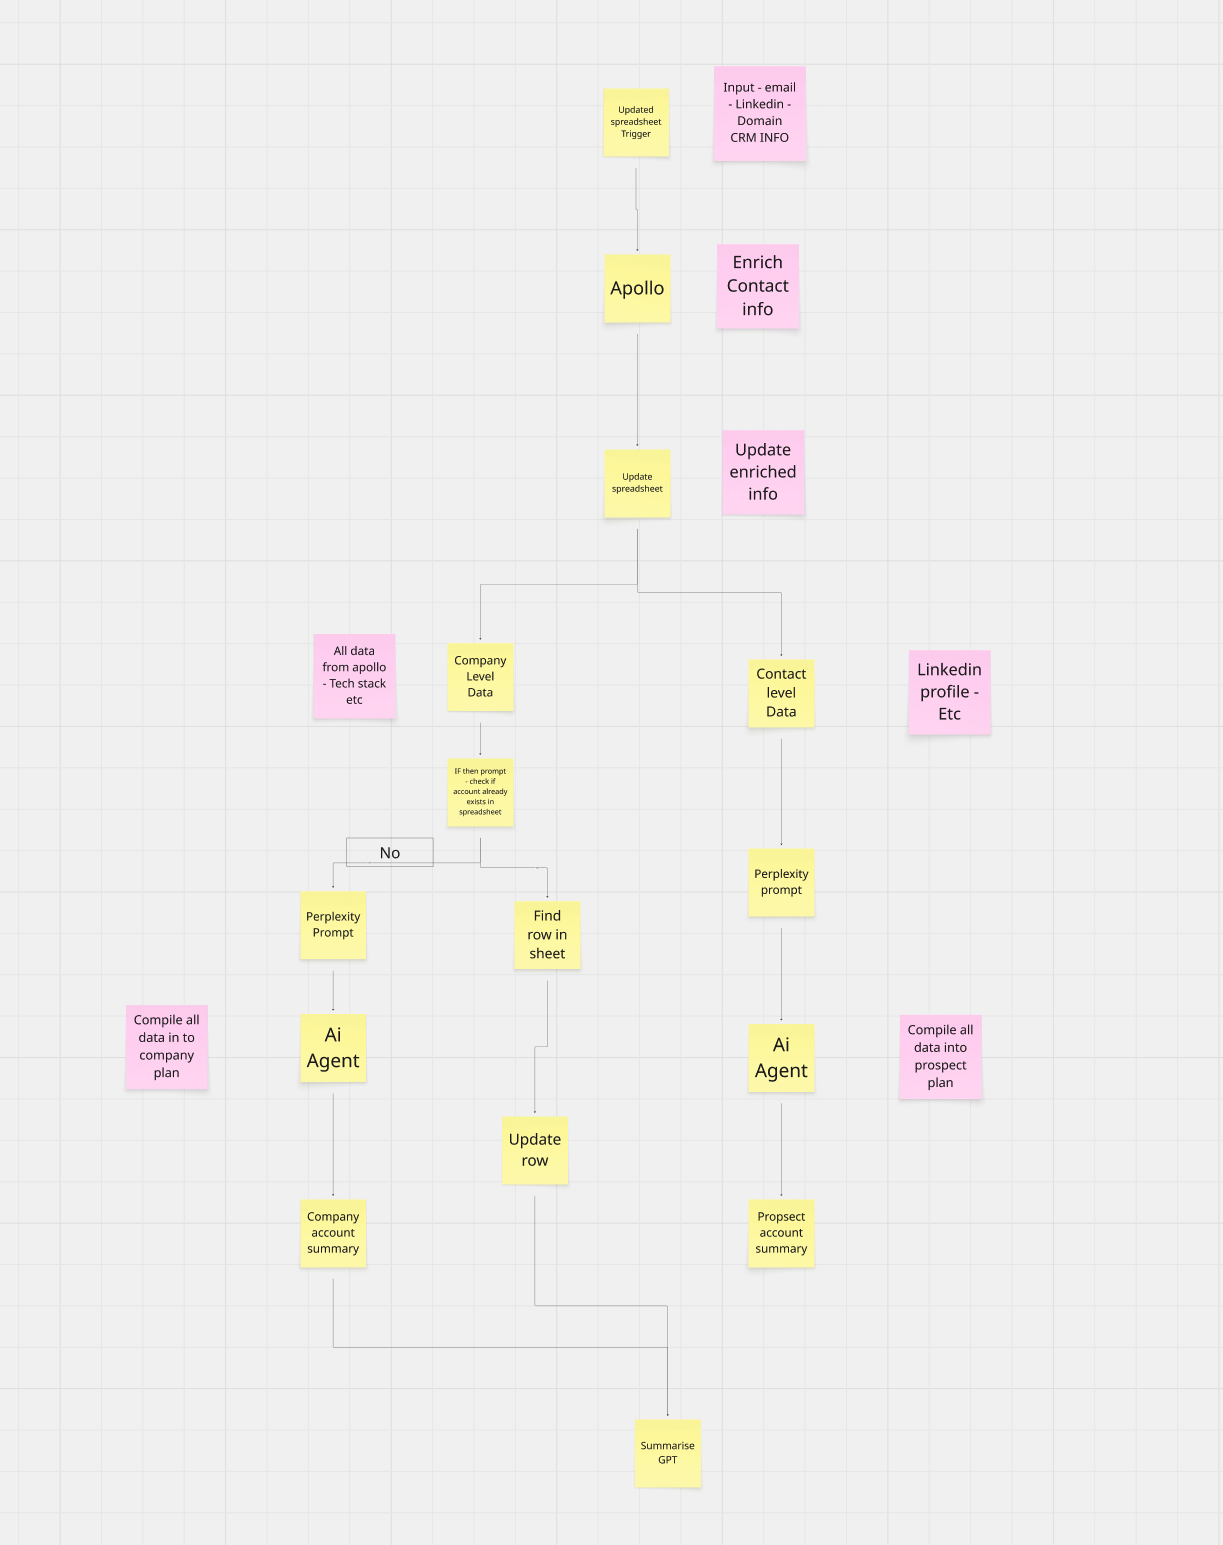 Updated
spreadsheet
Trigger
Input - email
- Linkedin -
Domain
CRM INFO
Apollo
Enrich
Contact
info
Update
spreadsheet
Update
enriched
info
All data
from apollo
- Tech stack
etc
Company
Level
Data
Contact
level
Data
Linkedin
profile -
Etc
IF then prompt
- check if
account already
exists in
spreadsheet
No
Perplexity
prompt
Perplexity
Prompt
Find
row in
sheet
Compile all
data in to
company
plan
Ai
Agent
Ai
Agent
Compile all
data into
prospect
plan
Update
row
Company
account
summary
Propsect
account
summary
Summarise
GPT